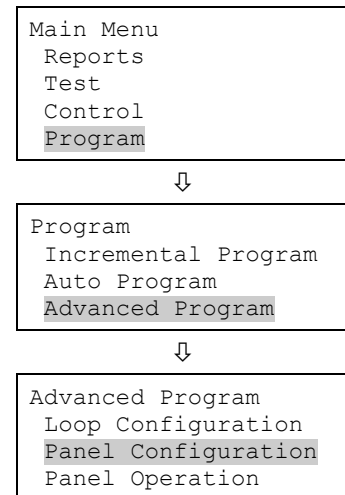 Main Menu
Reports
Test
Control
Program
⇩
Program
Incremental Program
Auto Program
Advanced Program
⇩
Advanced Program
Loop Configuration
Panel Configuration
Panel Operation